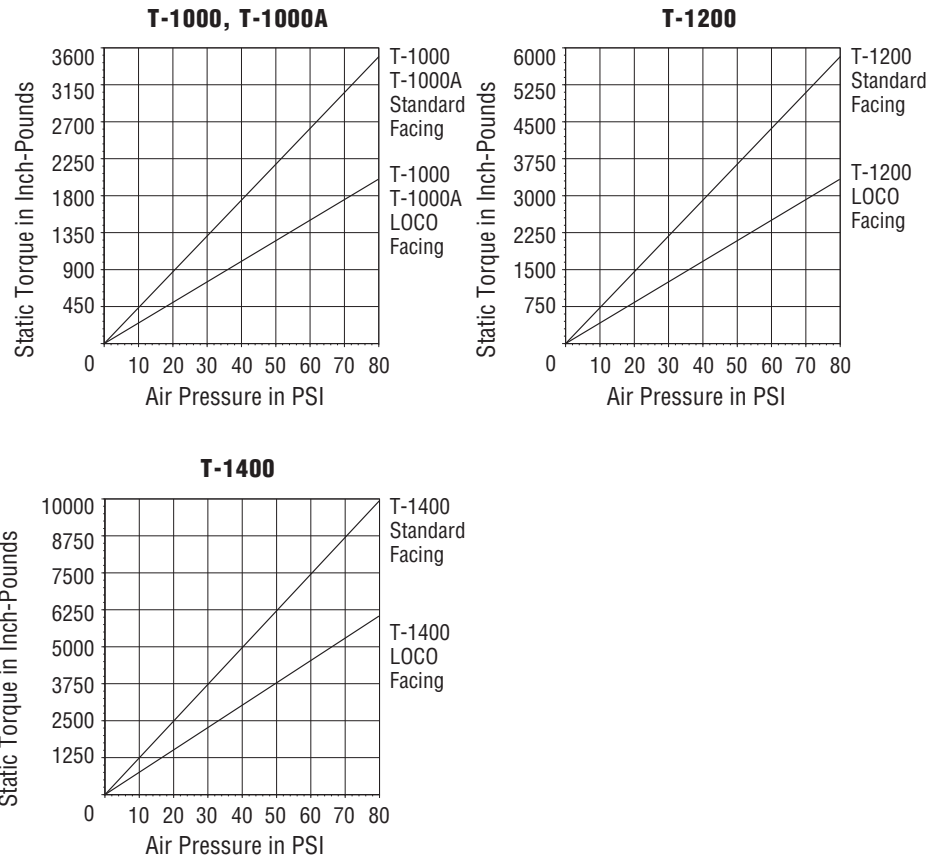 T-1000, T-1000A
Static Torque in Inch-Pounds
3600
3150
2700
2250
1800
1350
900
450
0
10 20 30 40 50 60 70 80
Air Pressure in PSI
T-1000
T-1000A
Standard
Facing
T-1000
T-1000A
LOCO
Facing
T-1200
Static Torque in Inch-Pounds
6000
5250
4500
3750
3000
2250
1500
750
0
10 20 30 40 50 60 70 80
Air Pressure in PSI
T-1200
Standard
Facing
T-1200
LOCO
Facing
T-1400
Static Torque in Inch-Pounds
10000
8750
7500
6250
5000
3750
2500
1250
0
10 20 30 40 50 60 70 80
Air Pressure in PSI
T-1400
Standard
Facing
T-1400
LOCO
Facing